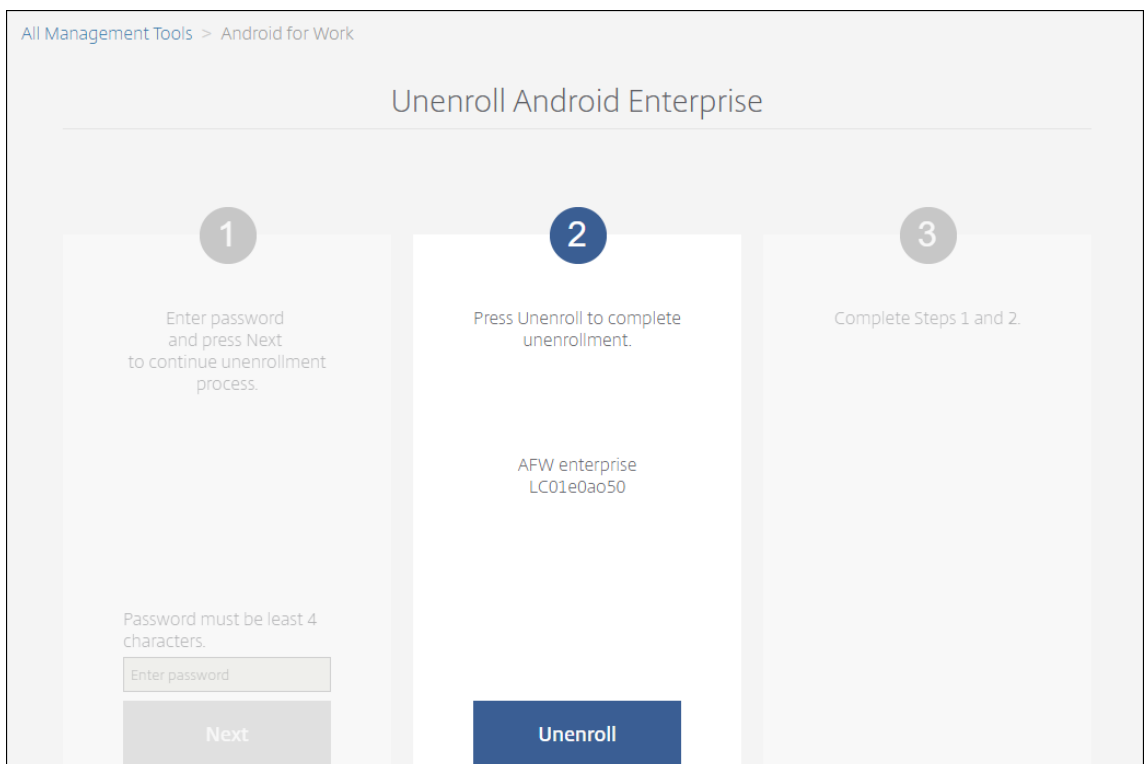 All Management Tools > Android for Work
Unenroll Android Enterprise
1
Enter password
and press Next
to continue unenrollment
process.
Password must be least 4
characters.
Enter password
Next
2
Press Unenroll to complete
unenrollment.
AFW enterprise
LC01e0ao50
Unenroll
3
Complete Steps 1 and 2.